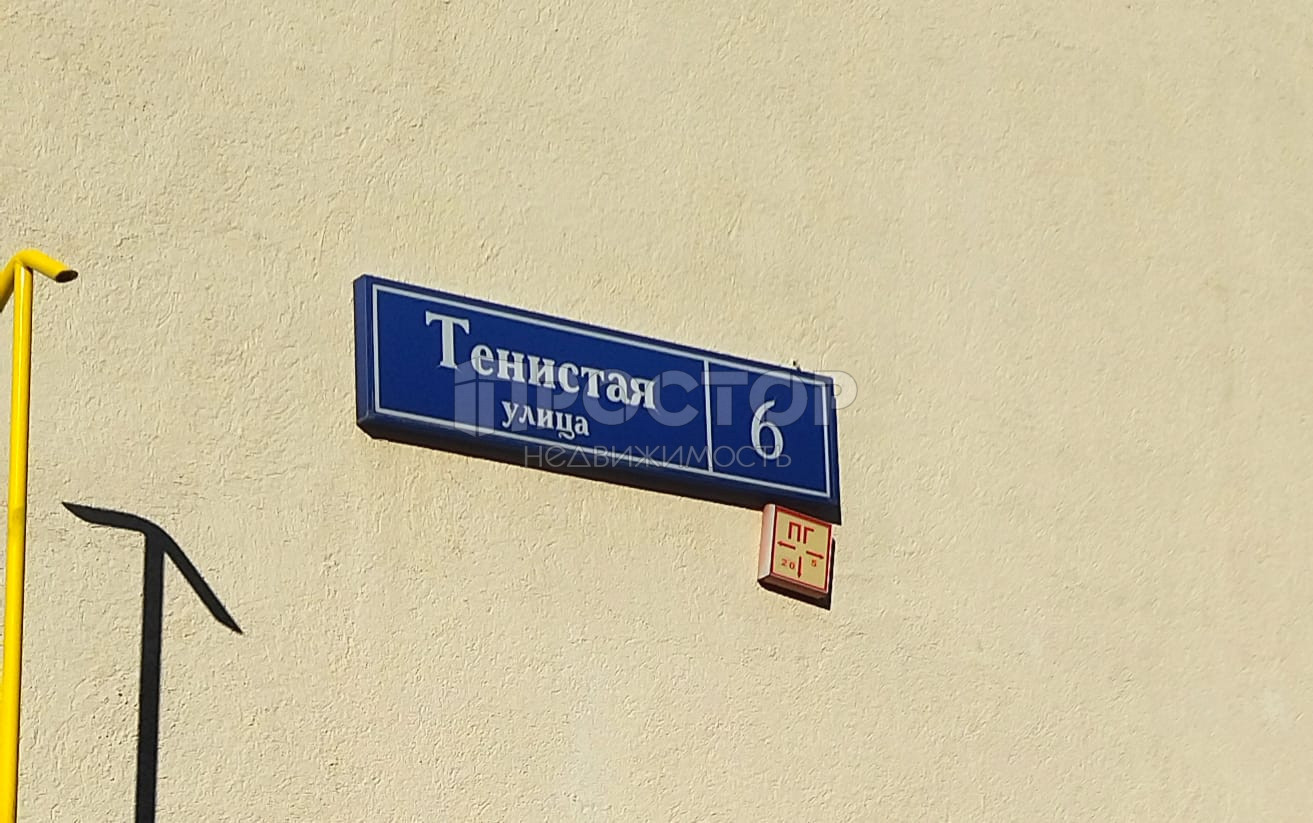 Тенистая
улица
6
ПРОСТОР
недвижимость
ПГ
20 5